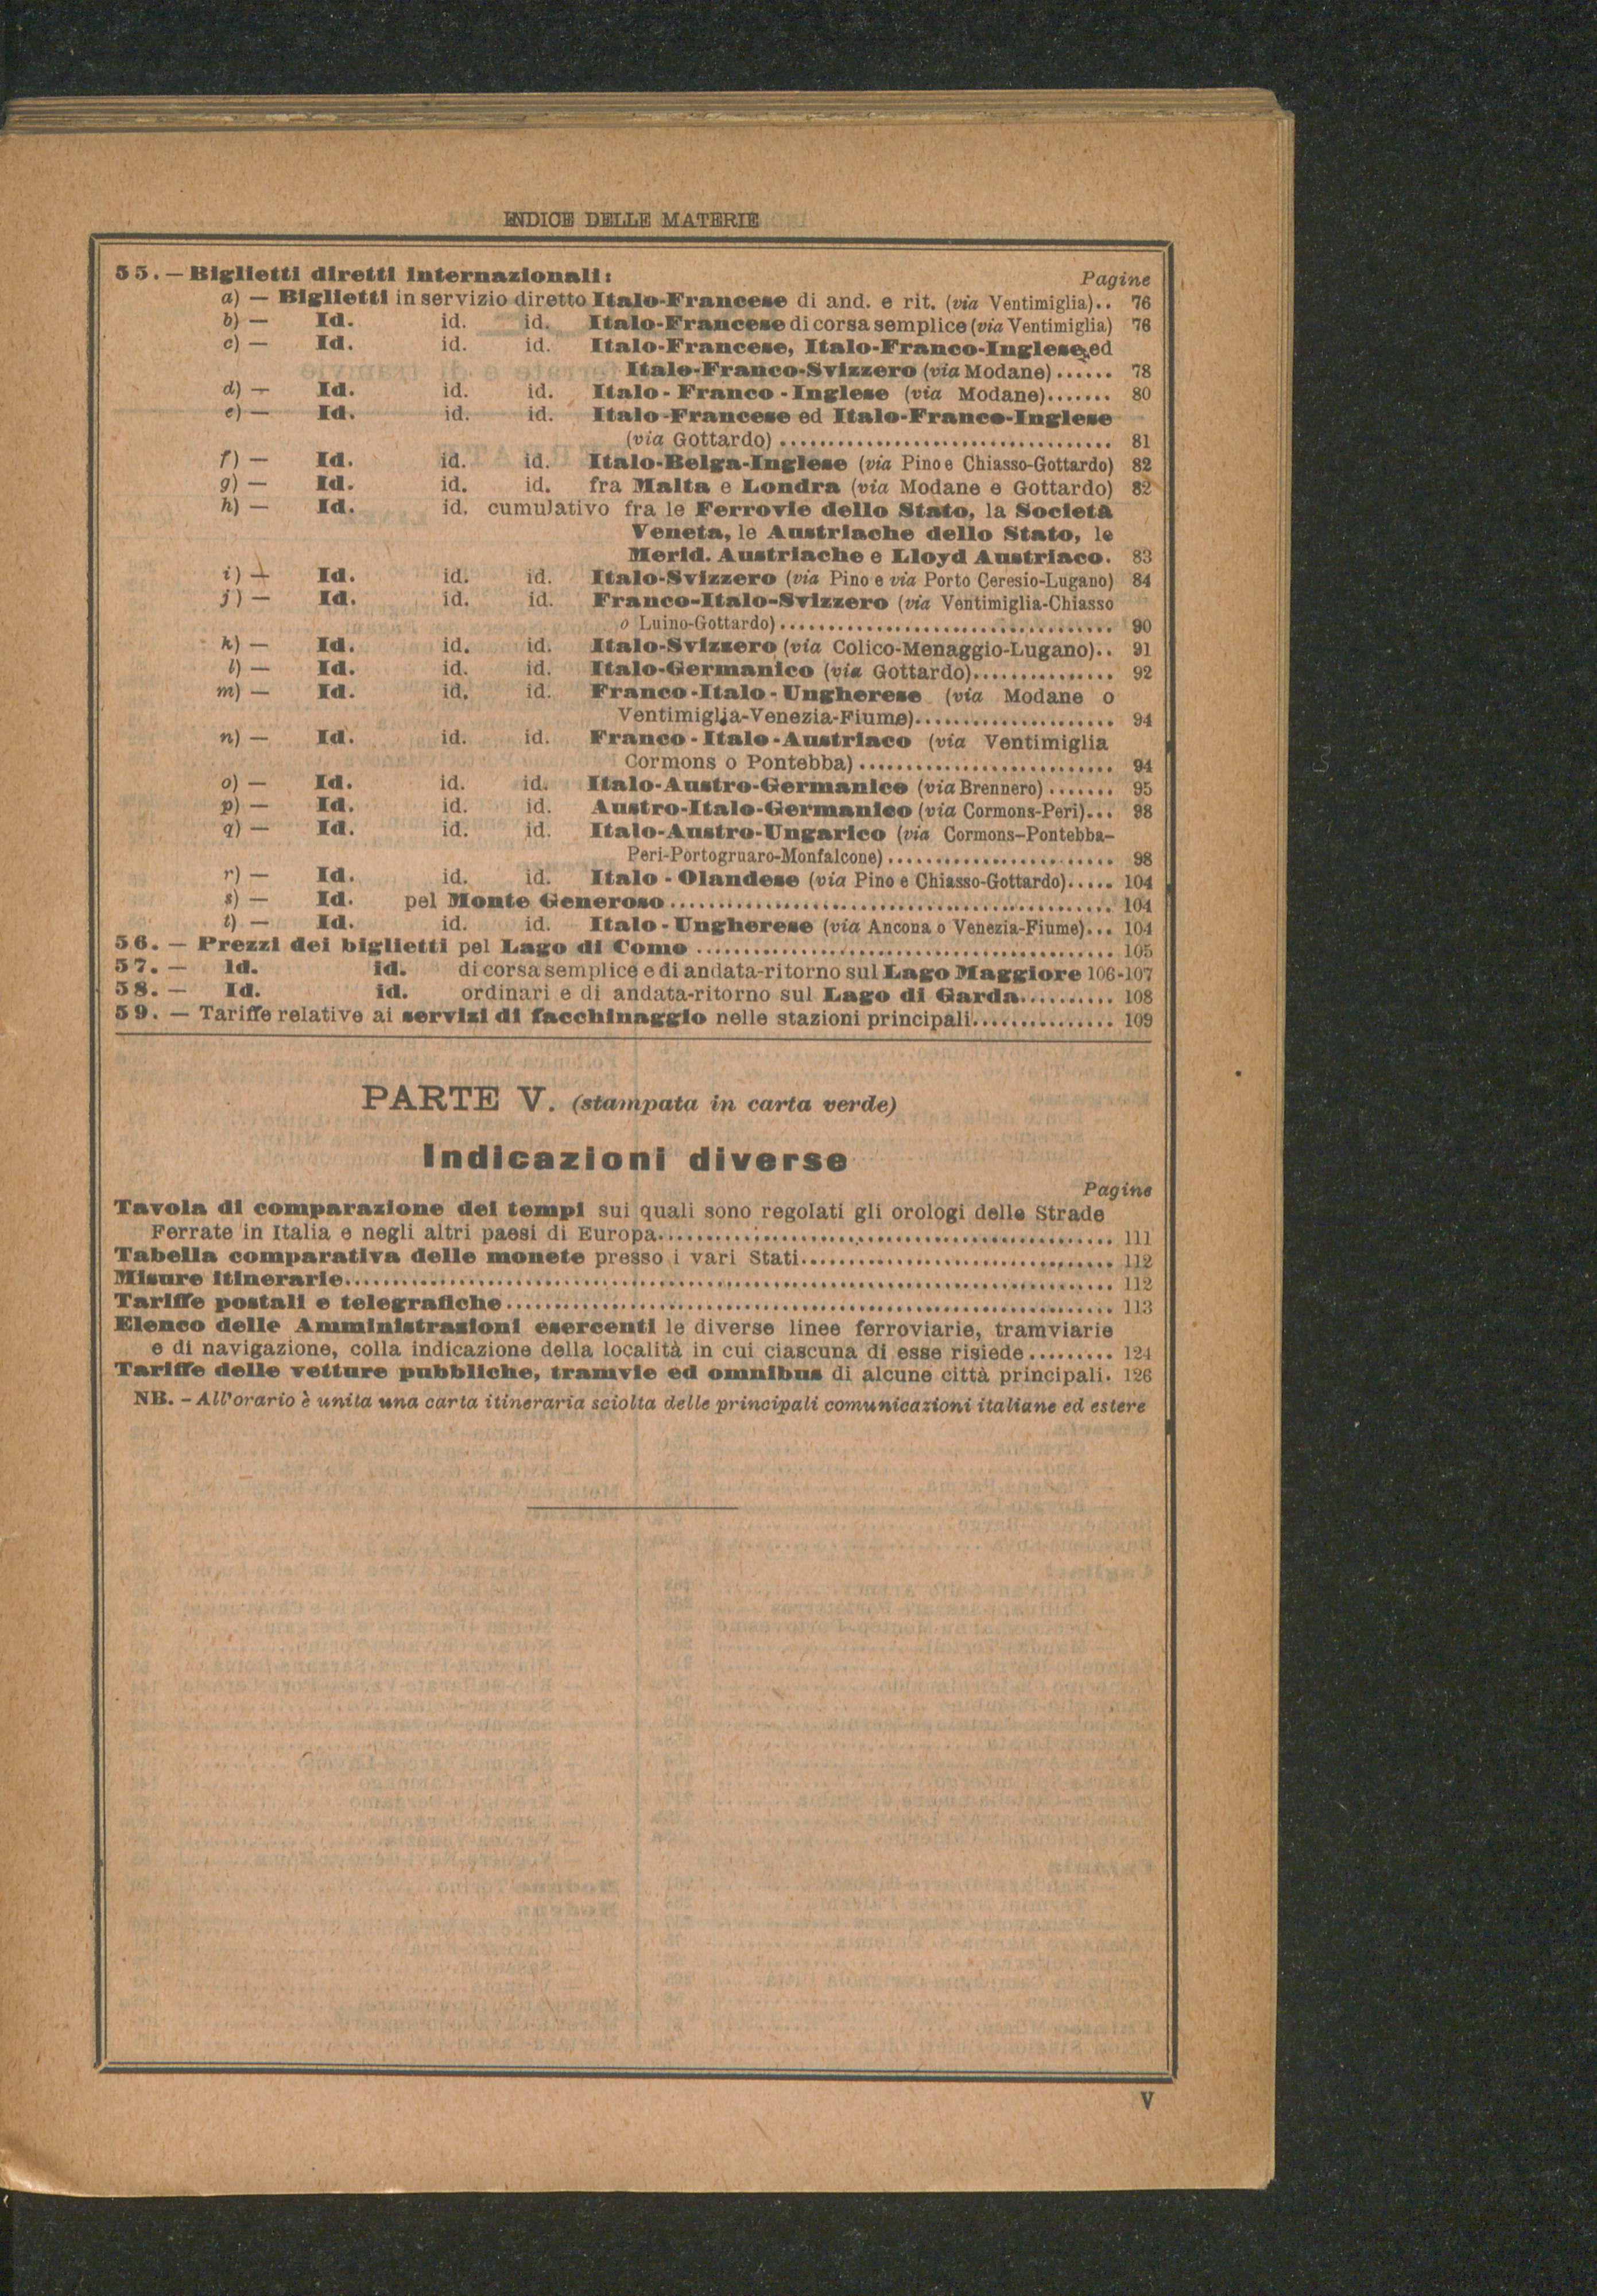 INDICE DELLE MATERIE
55. — Biglietti diretti internazionali: Pagine
a) — Biglietti in servizio diretto Italo-Francese di and. e rit. (via Ventimiglia).. 76
b) — Id. id. id. Italo-Francese di corsa semplice (via Ventimiglia) 76
c) — Id. id. id. Italo-Francese, Italo-Franco-Inglese ed
Italo-Franco-Svizzero (via Modane) ...... 78
d) — Id. id. id. Italo-Franco-Inglese (via Modane)....... 80
e) — Id. id. id. Italo-Francese ed Italo-Franco-Inglese
(via Gottardo) .................................. 81
f) — Id. id. id. Italo-Belga-Inglese (via Pino e Chiasso-Gottardo) 82
g) — Id. id. id. fra Malta e Londra (via Modane e Gottardo) 82
h) — Id. id. cumulativo fra le Ferrovie dello Stato, la Società
Veneta, le Austriache dello Stato, le
Merid. Austriache e Lloyd Austriaco. 83
i) — Id. id. id. Italo-Svizzero (via Pino e via Porto Ceresio-Lugano) 84
j) — Id. id. id. Franco-Italo-Svizzero (via Ventimiglia-Chiasso
o Luino-Gottardo).................................. 90
k) — Id. id. id. Italo-Svizzero (via Colico-Menaggio-Lugano).. 91
l) — Id. id. id. Italo-Germanico (via Gottardo)............... 92
m) — Id. id. id. Franco-Italo-Ungherese (via Modane o
Ventimiglia-Venezia-Fiume)..................... 94
n) — Id. id. id. Franco-Italo-Austriaco (via Ventimiglia
Cormons o Pontebba) .......................... 94
o) — Id. id. id. Italo-Austro-Germanico (via Brennero) ....... 95
p) — Id. id. id. Austro-Italo-Germanico (via Cormons-Peri)... 98
q) — Id. id. id. Italo-Austro-Ungarico (via Cormons-Pontebba-
Peri-Portogruaro-Monfalcone) ....................... 98
r) — Id. id. id. Italo-Olandese (via Pino e Chiasso-Gottardo)..... 104
s) — Id. pel Monte Generoso.............................................. 104
t) — Id. id. id. Italo-Ungherese (via Ancona o Venezia-Fiume)... 104
56. — Prezzi dei biglietti pel Lago di Como ............................................ 105
57. — Id. id. di corsa semplice e di andata-ritorno sul Lago Maggiore 106-107
58. — Id. id. ordinari e di andata-ritorno sul Lago di Garda.......... 108
59. — Tariffe relative ai servizi di facchinaggio nelle stazioni principali............... 109
PARTE V. (stampata in carta verde)
Indicazioni diverse
Pagine
Tavola di comparazione dei tempi sui quali sono regolati gli orologi delle Strade
Ferrate in Italia e negli altri paesi di Europa............................................... 111
Tabella comparativa delle monete presso i vari Stati................................ 112
Misure itinerarie................................................................................ 112
Tariffe postali e telegrafiche............................................................... 113
Elenco delle Amministrazioni esercenti le diverse linee ferroviarie, tramviarie
e di navigazione, colla indicazione della località in cui ciascuna di esse risiede ......... 124
Tariffe delle vetture pubbliche, tramvie ed omnibus di alcune città principali. 126
NB. - All'orario è unita una carta itineraria sciolta delle principali comunicazioni italiane ed estere
V